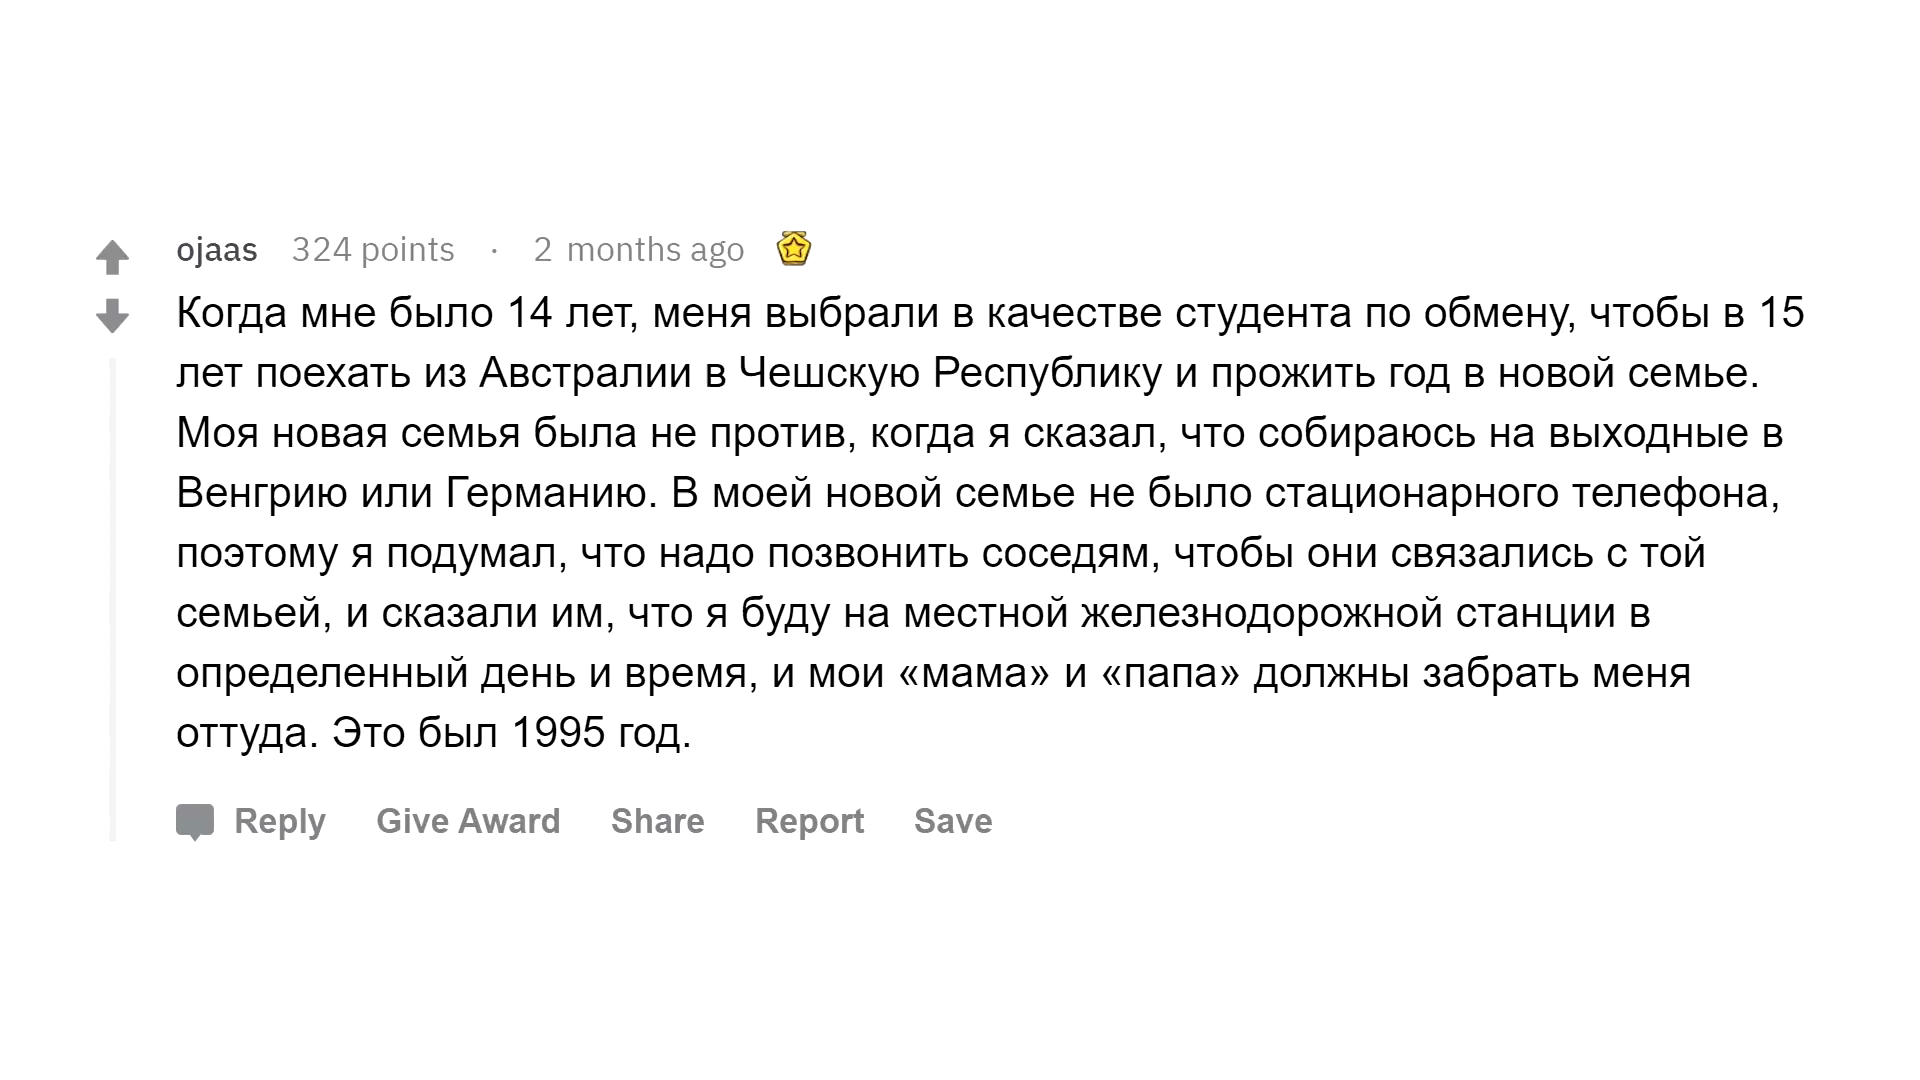 ojaas 324 points · 2 months ago
Когда мне было 14 лет, меня выбрали в качестве студента по обмену, чтобы в 15
лет поехать из Австралии в Чешскую Республику и прожить год в новой семье.
Моя новая семья была не против, когда я сказал, что собираюсь на выходные в
Венгрию или Германию. В моей новой семье не было стационарного телефона,
поэтому я подумал, что надо позвонить соседям, чтобы они связались с той
семьей, и сказали им, что я буду на местной железнодорожной станции в
определенный день и время, и мои «мама» и «папа» должны забрать меня
оттуда. Это был 1995 год.
Reply Give Award Share Report Save